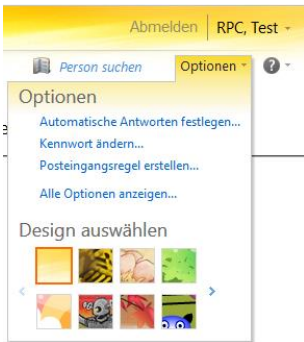 Abmelden | RPC, Test
Person suchen Optionen ?
Optionen
Automatische Antworten festlegen...
Kennwort ändern...
Posteingangsregel erstellen...
Alle Optionen anzeigen...
Design auswählen